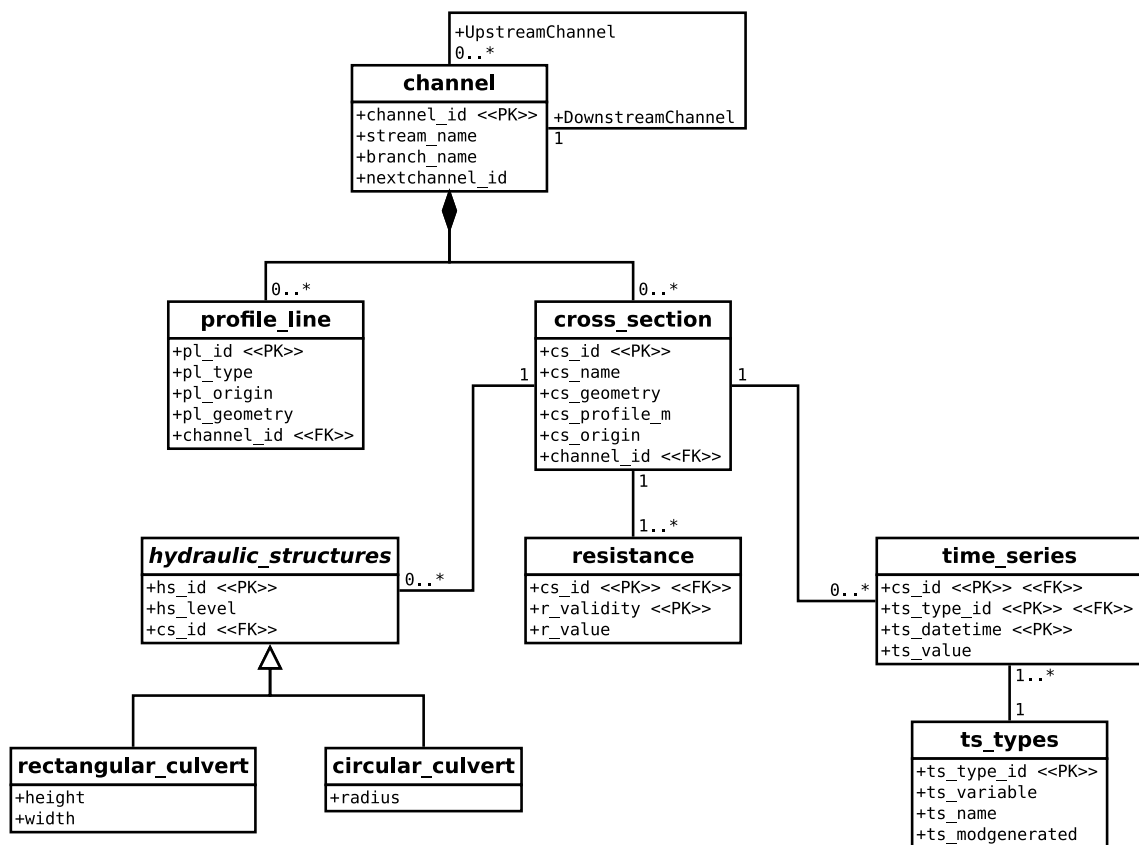 +UpstreamChannel
0..*
channel
+channel_id <<PK>>
+stream_name
+branch_name
+nextchannel_id
+DownstreamChannel
1
0..*
0..*
profile_line
+pl_id <<PK>>
+pl_type
+pl_origin
+pl_geometry
+channel_id <<FK>>
cross_section
+cs_id <<PK>>
+cs_name
+cs_geometry
+cs_profile_m
+cs_origin
+channel_id <<FK>>
1
1
1
1..*
0..*
0..*
hydraulic_structures
+hs_id <<PK>>
+hs_level
+cs_id <<FK>>
resistance
+cs_id <<PK>> <<FK>>
+r_validity <<PK>>
+r_value
time_series
+cs_id <<PK>> <<FK>>
+ts_type_id <<PK>> <<FK>>
+ts_datetime <<PK>>
+ts_value
1..*
1
rectangular_culvert
+height
+width
circular_culvert
+radius
ts_types
+ts_type_id <<PK>>
+ts_variable
+ts_name
+ts_modgenerated